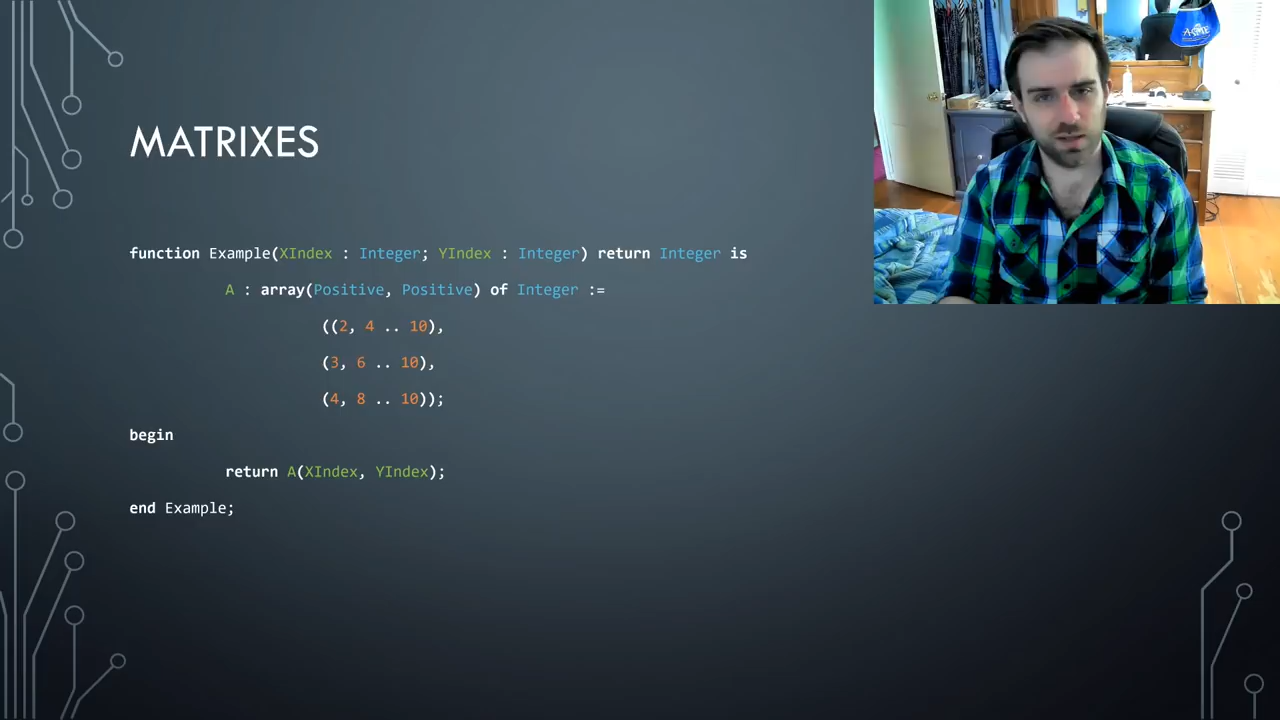 MATRIXES
function Example(XIndex : Integer; YIndex : Integer) return Integer is
A : array(Positive, Positive) of Integer :=
((2, 4 .. 10),
(3, 6 .. 10),
(4, 8 .. 10));
begin
return A(XIndex, YIndex);
end Example;
ACME